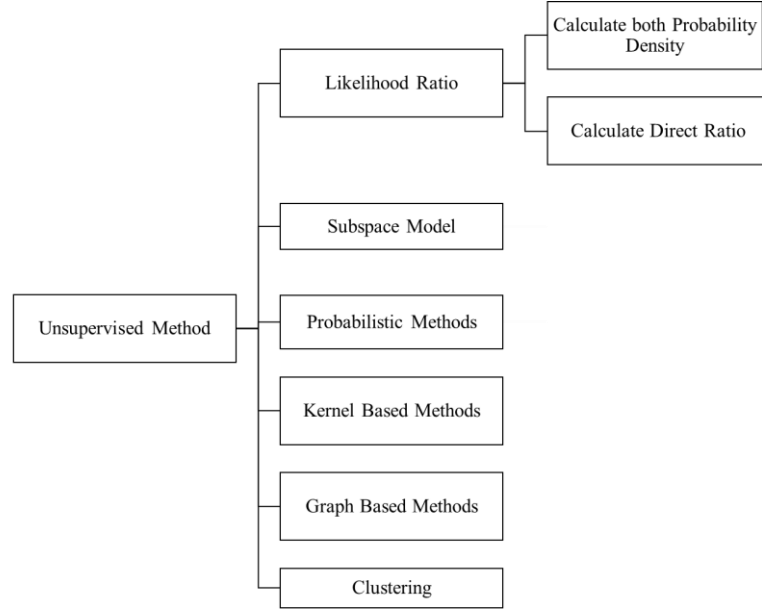 Calculate both Probability
Density
Likelihood Ratio
Calculate Direct Ratio
Subspace Model
Unsupervised Method
Probabilistic Methods
Kernel Based Methods
Graph Based Methods
Clustering